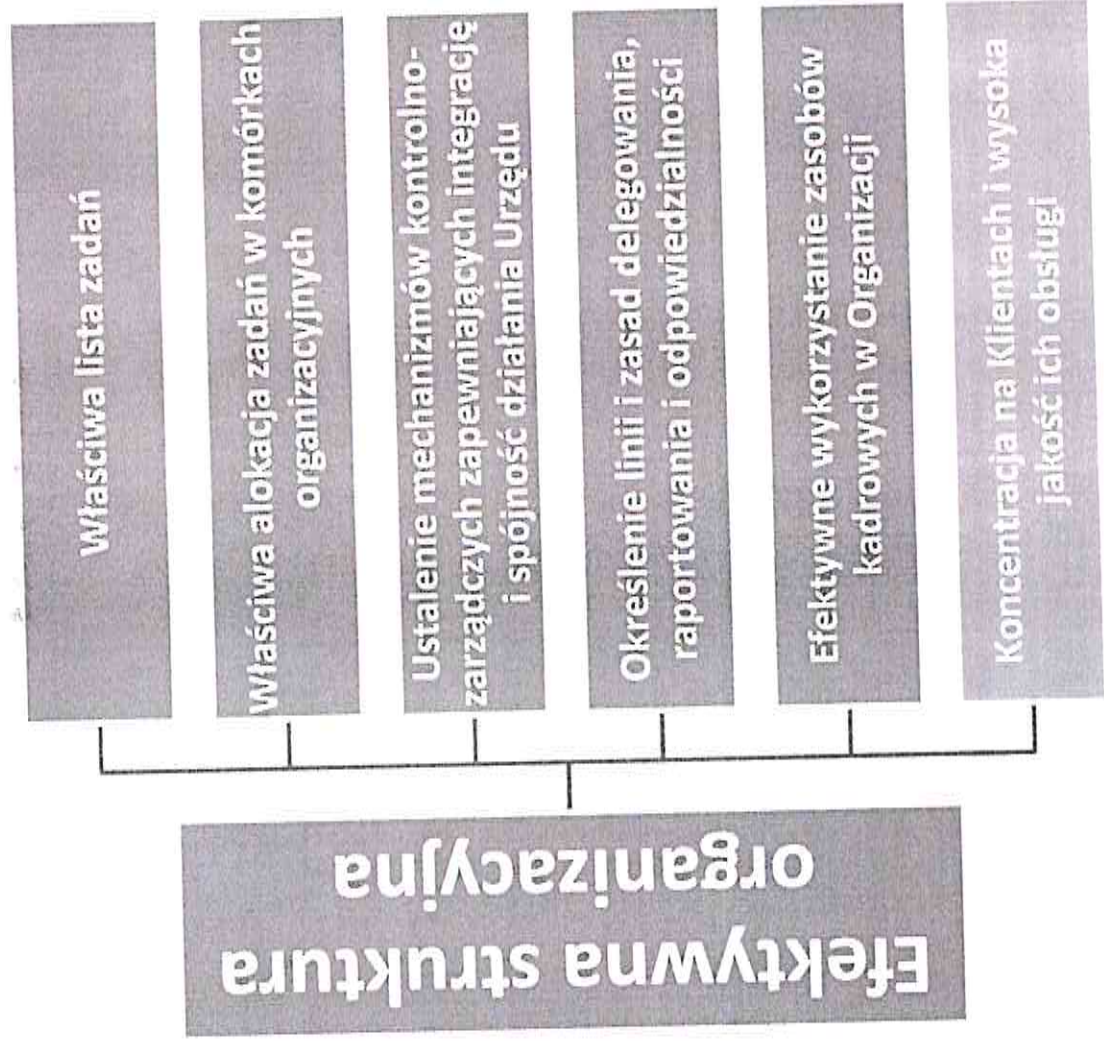 Efektywna struktura
organizacyjna
Właściwa lista zadań
Właściwa alokacja zadań w komórkach
organizacyjnych
Ustalenie mechanizmów kontrolno-
zarządczych zapewniających integrację
i spójność działania Urzędu
Określenie linii i zasad delegowania,
raportowania i odpowiedzialności
Efektywne wykorzystanie zasobów
kadrowych w Organizacji
Koncentracja na Klientach i wysoka
jakość ich obsługi